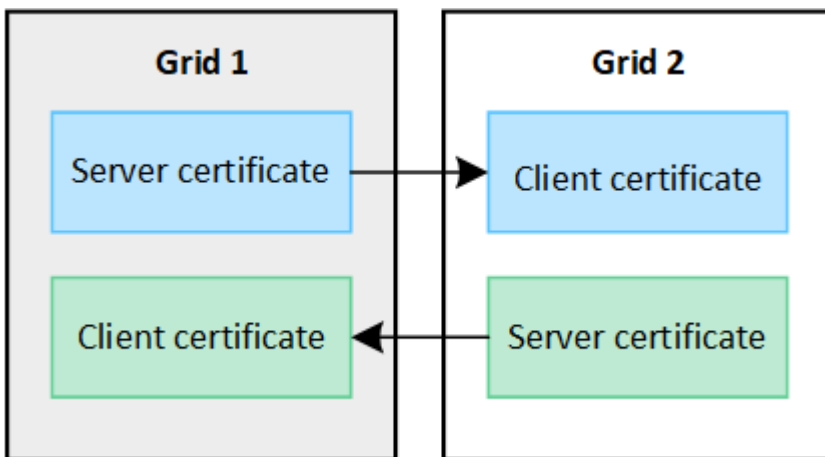 Grid 1
Server certificate
Client certificate
Grid 2
Client certificate
Server certificate